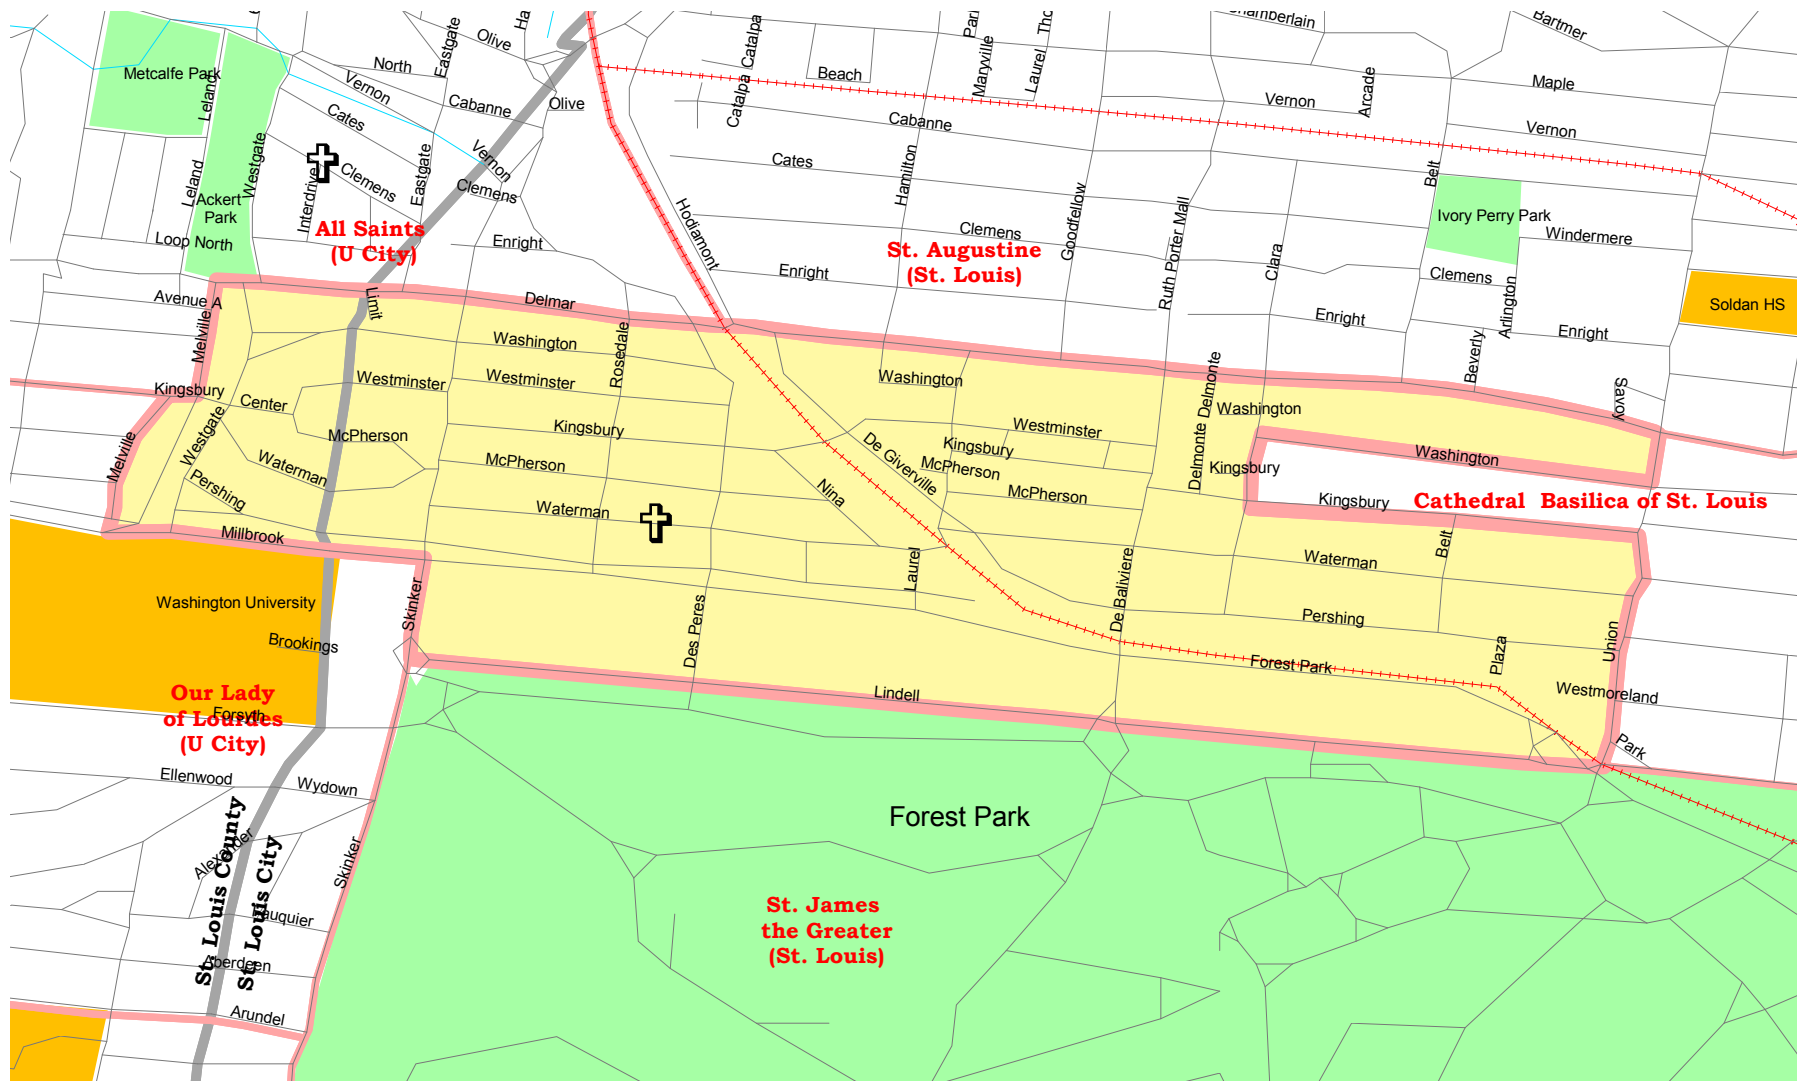 Olive
Eastgate
Catalpa
Maryville
Chamberlain
Bartmer
North
Metcalfe Park
Leland
Vernon
Cabanne
Olive
Beach
Catalpa
Laurel
Vernon
Arcade
Maple
Cates
Vernon
Cabanne
Vernon
Westgate
Clemens
Eastgate
Clemens
Cates
Hamilton
Belt
Leland
Ackert
Park
Interdrive
Hodiamont
Goodfellow
Ruth Porter Mall
Clara
Ivory Perry Park
Windermere
Loop North
All Saints
(U City)
Enright
Clemens
St. Augustine
(St. Louis)
Enright
Clemens
Arlington
Soldan HS
Avenue A
Limit
Delmar
Enright
Enright
Melville
Washington
Rosedale
Beverly
Savoy
Kingsbury
Center
Westminster
Westminster
Washington
Delmonte
Delmonte
Washington
Westgate
McPherson
Kingsbury
Westminster
Kingsbury
Melville
Waterman
McPherson
De Giverville
McPherson
Kingsbury
Washington
Pershing
Nina
McPherson
Kingsbury
Cathedral  Basilica of St. Louis
Waterman
Millbrook
Belt
Waterman
Washington University
Skinker
Laurel
De Baliviere
Brookings
Des Peres
Pershing
Plaza
Union
Forest Park
Our Lady
of Lourdes
(U City)
Forsyth
Lindell
Westmoreland
Park
Ellenwood
Wydown
Forest Park
Alexander
St. Louis County
St. Louis City
Skinker
Fauquier
St. James
the Greater
(St. Louis)
Aberdeen
Arundel